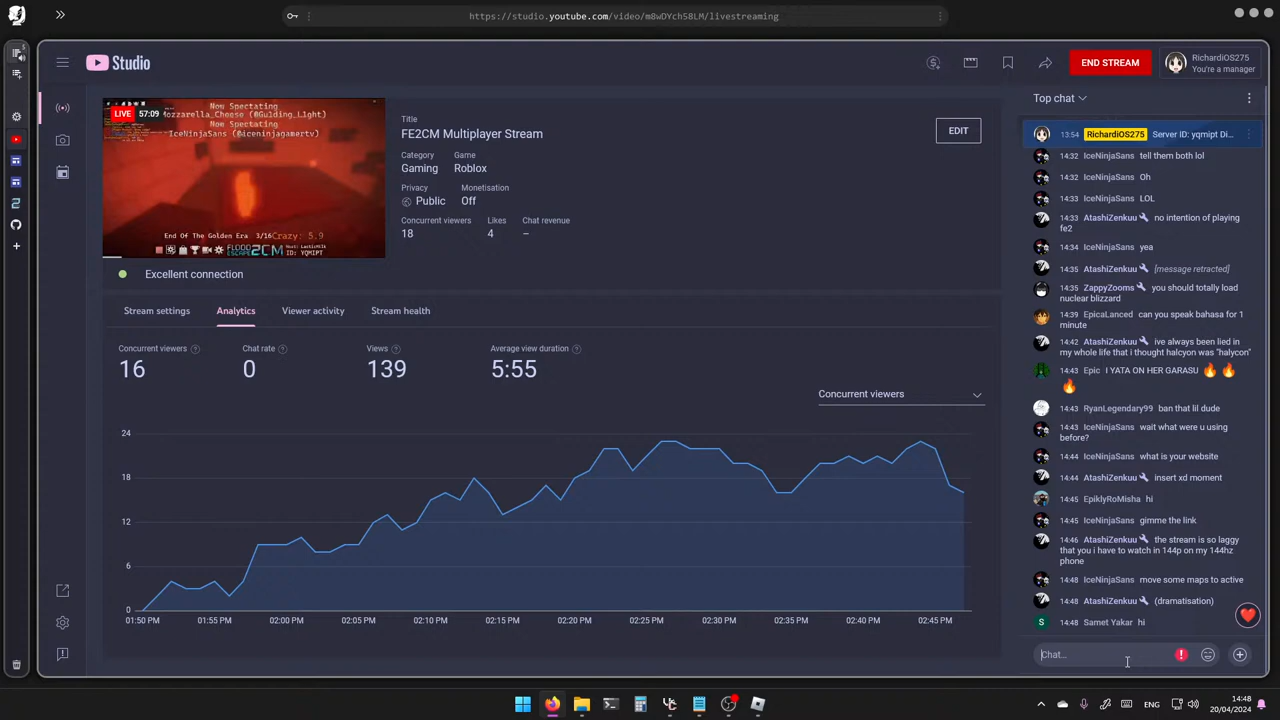 https://studio.youtube.com/video/m8wDYch58LM/livestreaming
Studio
END STREAM
RichardiOS275
You're a manager
LIVE 57:09
Now Spectating
Mozzarella_Cheese (@Gu1ding_L1ght)
Now Spectating
IceNinjaSans (@iceninjagamertv)
End Of The Golden Era 3/16 Crazy: 5.9
FLOOD
ESCAPE 2CM
ID: YQMIPT
Title
FE2CM Multiplayer Stream
EDIT
Category
Gaming
Game
Roblox
Privacy
Public
Monetisation
Off
Concurrent viewers
18
Likes
4
Chat revenue
–
Excellent connection
Stream settings
Analytics
Viewer activity
Stream health
Concurrent viewers
16
Chat rate
0
Views
139
Average view duration
5:55
Concurrent viewers
24
18
12
6
0
01:50 PM 01:55 PM 02:00 PM 02:05 PM 02:10 PM 02:15 PM 02:20 PM 02:25 PM 02:30 PM 02:35 PM 02:40 PM 02:45 PM
Top chat
13:54 RichardiOS275 Server ID: yqmipt Di...
14:32 IceNinjaSans tell them both lol
14:32 IceNinjaSans Oh
14:33 IceNinjaSans LOL
14:33 AtashiZenkuu no intention of playing
fe2
14:34 IceNinjaSans yea
14:35 AtashiZenkuu [message retracted]
14:35 ZappyZooms you should totally load
nuclear blizzard
14:39 EpicaLanced can you speak bahasa for 1
minute
14:42 AtashiZenkuu ive always been lied in
my whole life that i thought halcyon was "halycon"
14:43 Epic I YATA ON HER GARASU 🔥 🔥
🔥
14:43 RyanLegendary99 ban that lil dude
14:43 IceNinjaSans wait what were u using
before?
14:44 IceNinjaSans what is your website
14:44 AtashiZenkuu insert xd moment
14:45 EpiklyRoMisha hi
14:45 IceNinjaSans gimme the link
14:46 AtashiZenkuu the stream is so laggy
that you i have to watch in 144p on my 144hz
phone
14:48 IceNinjaSans move some maps to active
14:48 AtashiZenkuu (dramatisation)
S 14:48 Samet Yakar hi
Chat...
ENG
14:48
20/04/2024